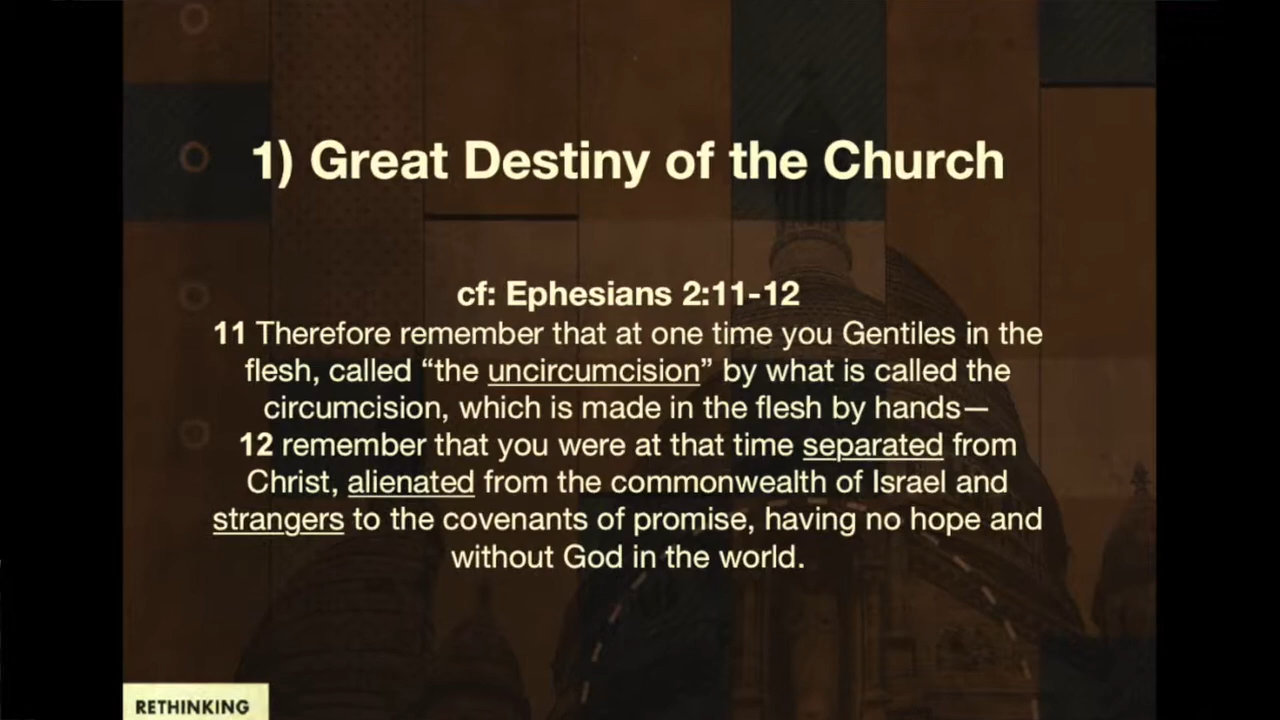 1) Great Destiny of the Church
cf: Ephesians 2:11-12
11 Therefore remember that at one time you Gentiles in the
flesh, called “the uncircumcision” by what is called the
circumcision, which is made in the flesh by hands—
12 remember that you were at that time separated from
Christ, alienated from the commonwealth of Israel and
strangers to the covenants of promise, having no hope and
without God in the world.
RETHINKING